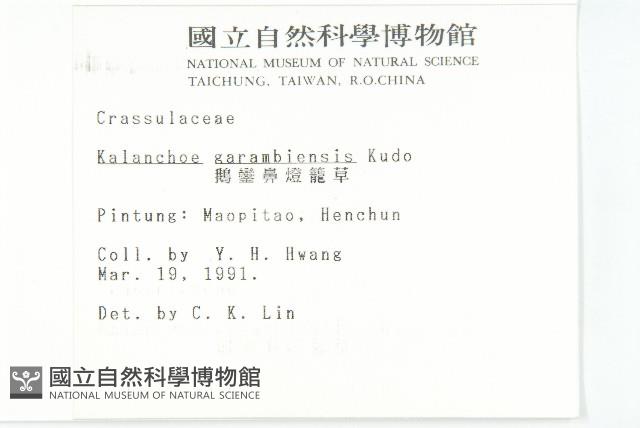 國立自然科學博物館
NATIONAL MUSEUM OF NATURAL SCIENCE
TAICHUNG, TAIWAN, R.O.CHINA
Crassulaceae
Kalanchoe garambiensis Kudo
鵝鑾鼻燈籠草
Pintung: Maopitao, Henchun
Coll. by Y. H. Hwang
Mar. 19, 1991.
Det. by C. K. Lin
國立自然科學博物館
NATIONAL MUSEUM OF NATURAL SCIENCE